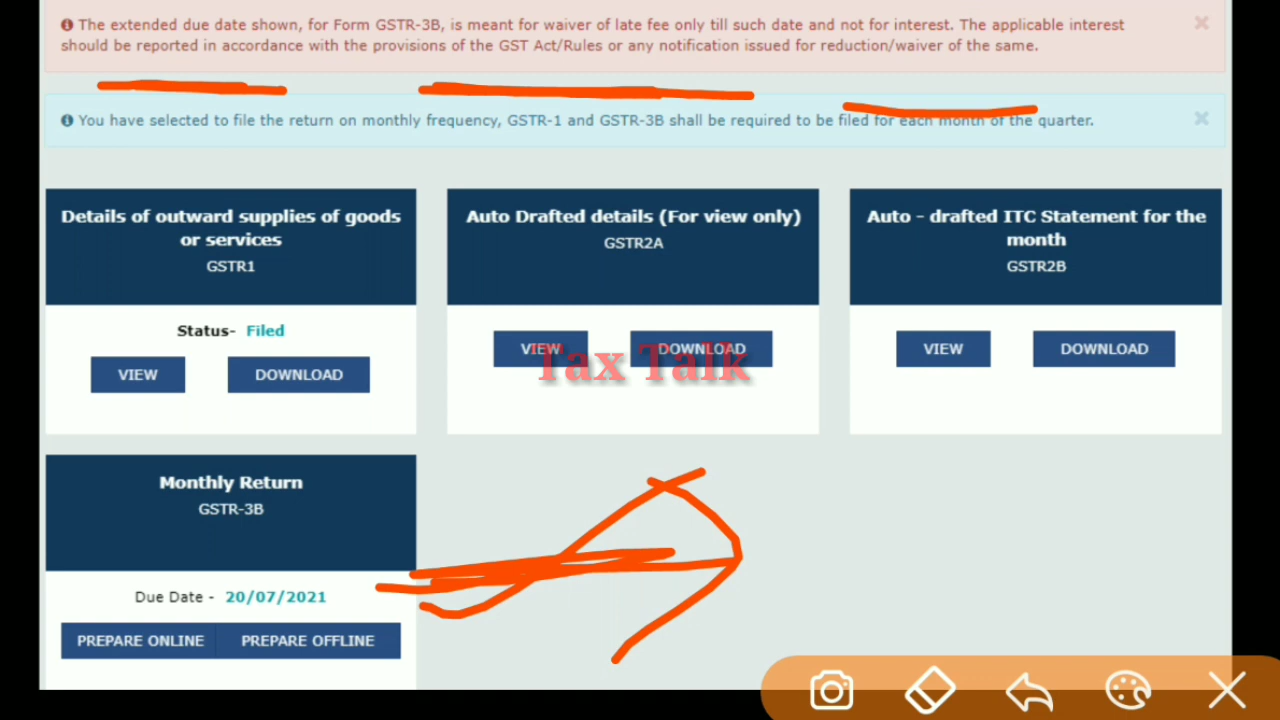 The extended due date shown, for Form GSTR-3B, is meant for waiver of late fee only till such date and not for interest. The applicable interest
should be reported in accordance with the provisions of the GST Act/Rules or any notification issued for reduction/waiver of the same.
You have selected to file the return on monthly frequency, GSTR-1 and GSTR-3B shall be required to be filed for each month of the quarter.
Details of outward supplies of goods
or services
GSTR1
Status- Filed
VIEW DOWNLOAD
Auto Drafted details (For view only)
GSTR2A
VIEW DOWNLOAD
Tax Talk
Auto - drafted ITC Statement for the
month
GSTR2B
VIEW DOWNLOAD
Monthly Return
GSTR-3B
Due Date - 20/07/2021
PREPARE ONLINE PREPARE OFFLINE